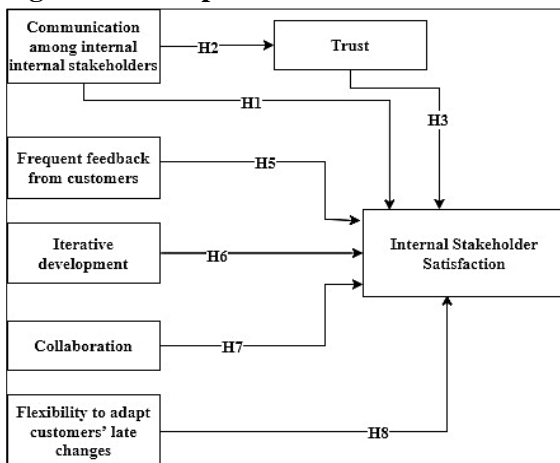 Communication
among internal
internal stakeholders
H2
Trust
H1
H3
Frequent feedback
from customers
H5
Internal Stakeholder
Satisfaction
Iterative
development
H6
Collaboration
H7
Flexibility to adapt
customers' late
changes
H8